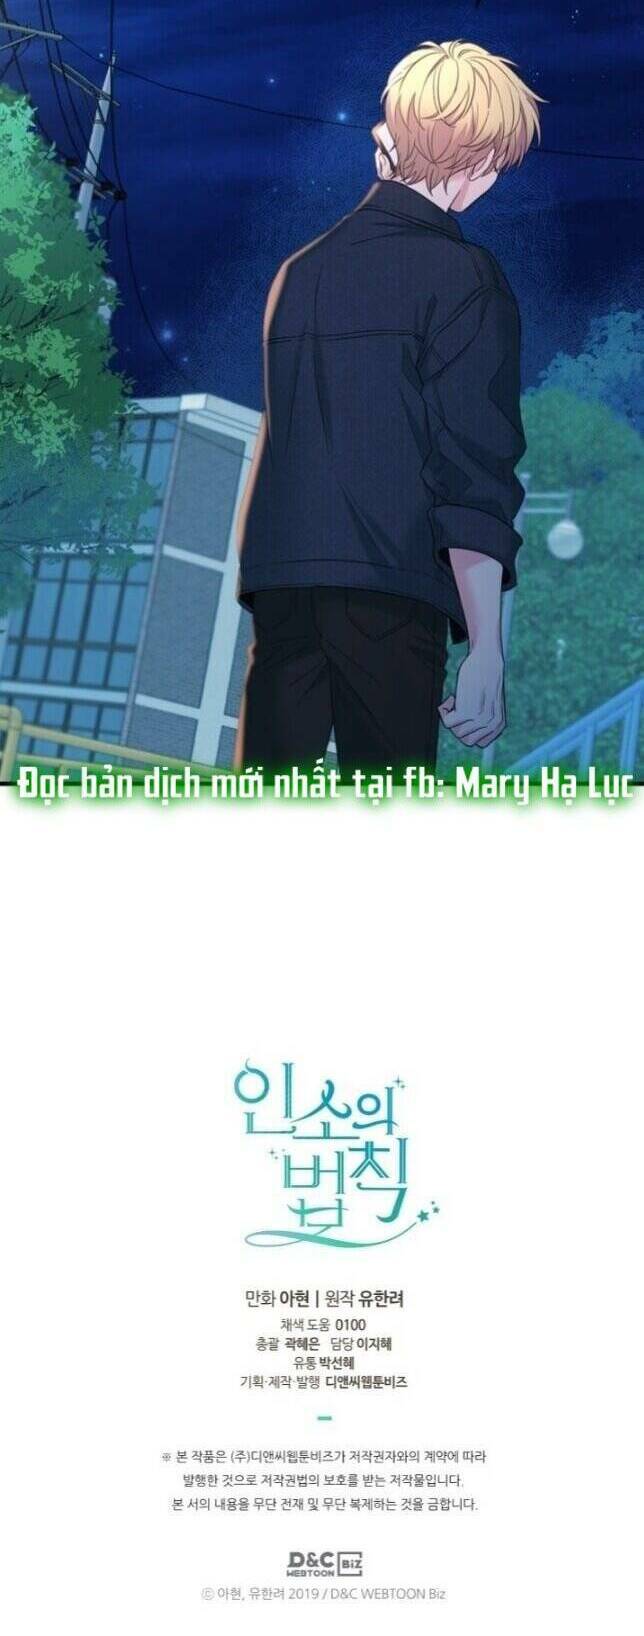 Đọc bản dịch mới nhất tại fb: Mary Hạ Lục
인소의
법칙
만화 아현 | 원작 유한려
채색 도움 0100
총괄 곽혜은 담당 이지혜
유통 박선혜
기획·제작·발행 디앤씨웹툰비즈
※ 본 작품은 (주)디앤씨웹툰비즈가 저작권자와의 계약에 따라
발행한 것으로 저작권법의 보호를 받는 저작물입니다.
본 서의 내용을 무단 전재 및 무단 복제하는 것을 금합니다.
D&C
WEBTOON BiZ
ⓒ 아현, 유한려 2019 / D&C WEBTOON Biz